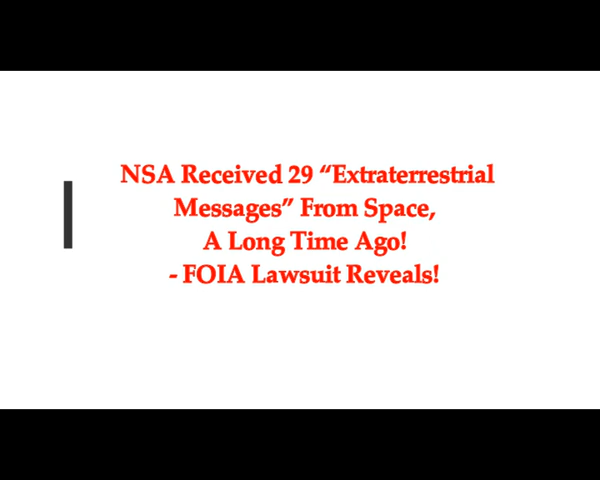 NSA Received 29 “Extraterrestrial
Messages” From Space,
A Long Time Ago!
- FOIA Lawsuit Reveals!